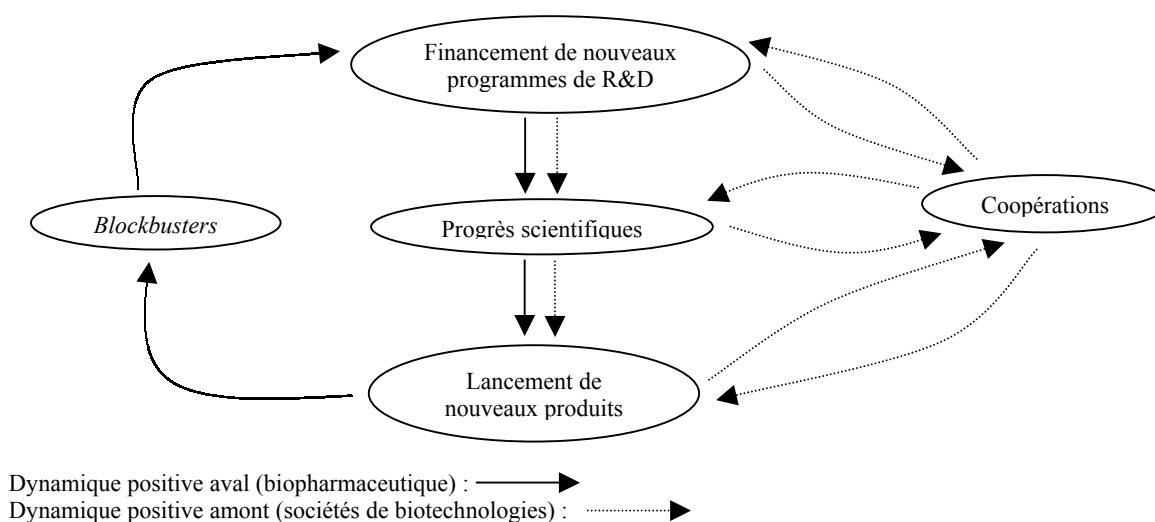 Financement de nouveaux
programmes de R&D
Blockbusters
Progrès scientifiques
Coopérations
Lancement de
nouveaux produits
Dynamique positive aval (biopharmaceutique) :
Dynamique positive amont (sociétés de biotechnologies) :